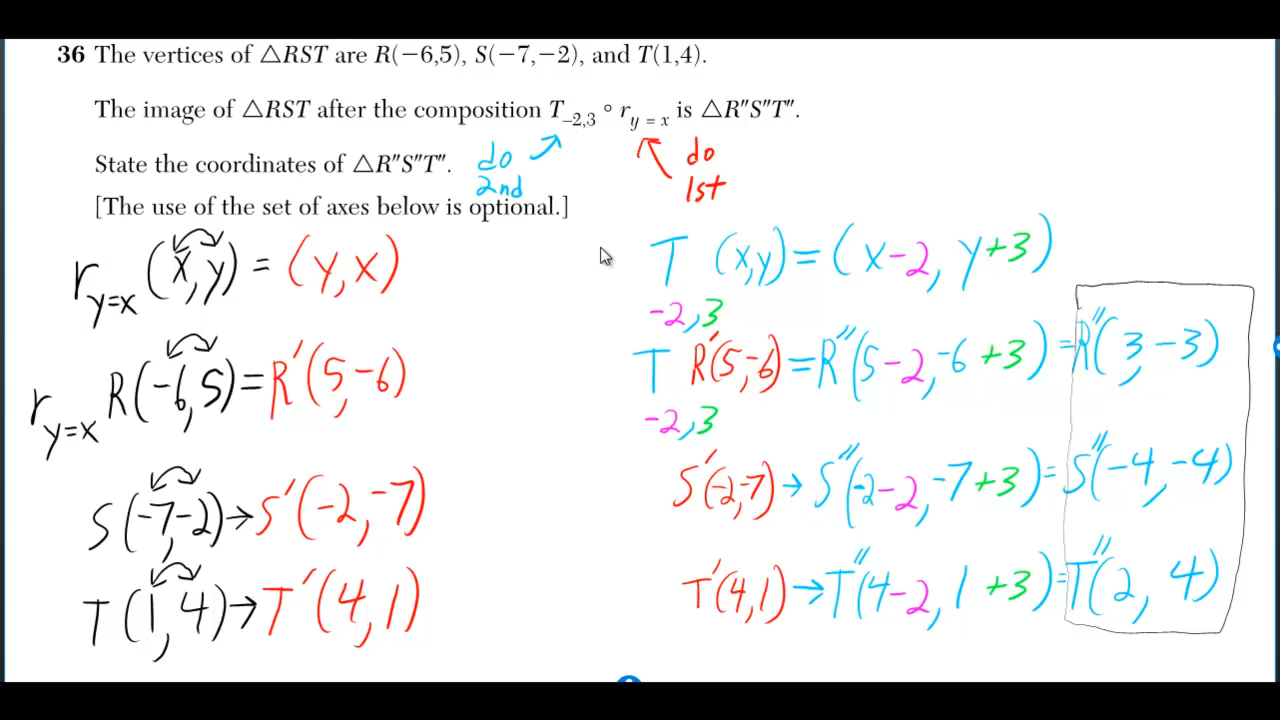 36 The vertices of △RST are R(−6,5), S(−7,−2), and T(1,4).
The image of △RST after the composition T₋₂,₃ ∘ r y = x is △R″S″T″.
State the coordinates of △R″S″T″.
[The use of the set of axes below is optional.]
do 2nd
do 1st
r y=x (x,y) = (y,x)
r y=x R(-6,5) = R'(5,-6)
S(-7,-2) → S'(-2,-7)
T(1,4) → T'(4,1)
T -2,3 (x,y) = (x-2, y+3)
T -2,3 R'(5,-6) = R″(5-2,-6+3) = R″(3,-3)
S'(-2,-7) → S″(-2-2,-7+3) = S″(-4,-4)
T'(4,1) → T″(4-2,1+3) = T″(2,4)